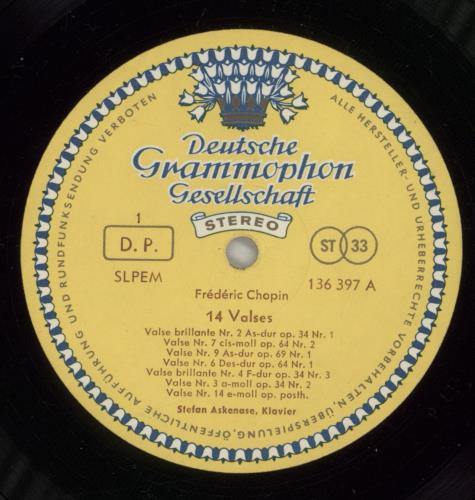 Deutsche
Grammophon
Gesellschaft
STEREO
1
D. P.
SLPEM
ST 33
136 397 A
Frédéric Chopin
14 Valses
Valse brillante Nr. 2 As-dur op. 34 Nr. 1
Valse Nr. 7 cis-moll op. 64 Nr. 2
Valse Nr. 9 As-dur op. 69 Nr. 1
Valse Nr. 6 Des-dur op. 64 Nr. 1
Valse brillante Nr. 4 F-dur op. 34 Nr. 3
Valse Nr. 3 a-moll op. 34 Nr. 2
Valse Nr. 14 e-moll op. posth.
Stefan Askenase, Klavier
ALLE HERSTELLER- UND URHEBERRECHTE VORBEHALTEN, ÜBERSPIELUNG, ÖFFENTLICHE AUFFÜHRUNG UND RUNDFUNKSENDUNG VERBOTEN